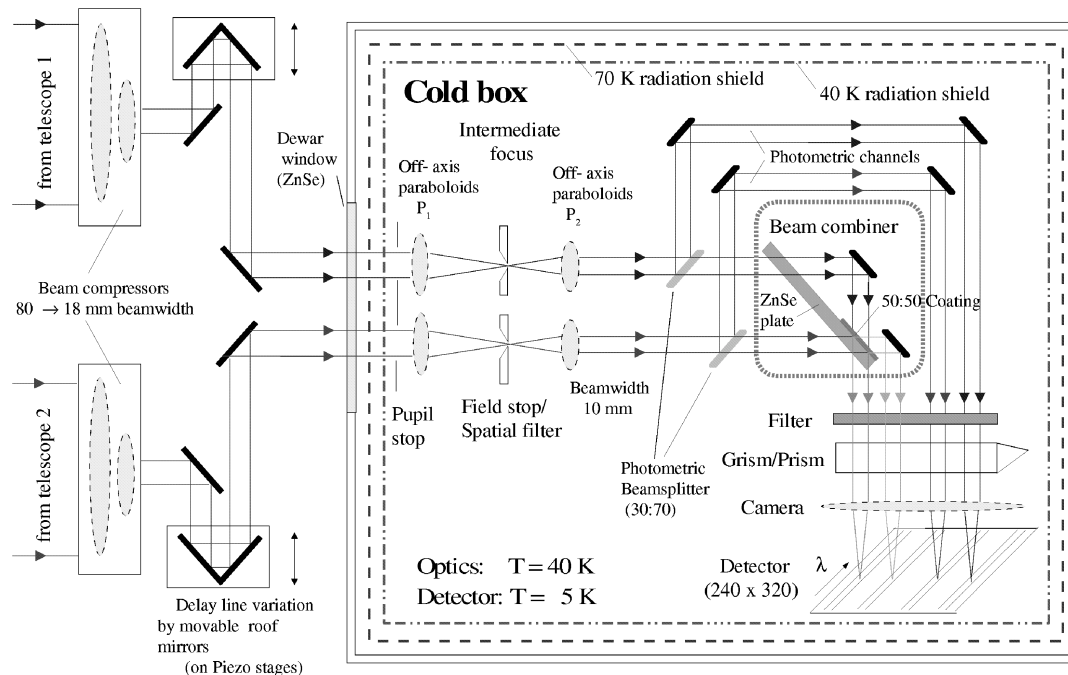 from telescope 1
Beam compressors
80 → 18 mm beamwidth
from telescope 2
Delay line variation
by movable roof
mirrors
(on Piezo stages)
Dewar
window
(ZnSe)
70 K radiation shield
40 K radiation shield
Cold box
Intermediate
focus
Off- axis
paraboloids
P1
Off- axis
paraboloids
P2
Photometric channels
Beam combiner
ZnSe
plate
50:50 Coating
Pupil
stop
Field stop/
Spatial filter
Beamwidth
10 mm
Photometric
Beamsplitter
(30:70)
Filter
Grism/Prism
Camera
Detector
(240 x 320)
λ
Optics: T = 40 K
Detector: T = 5 K